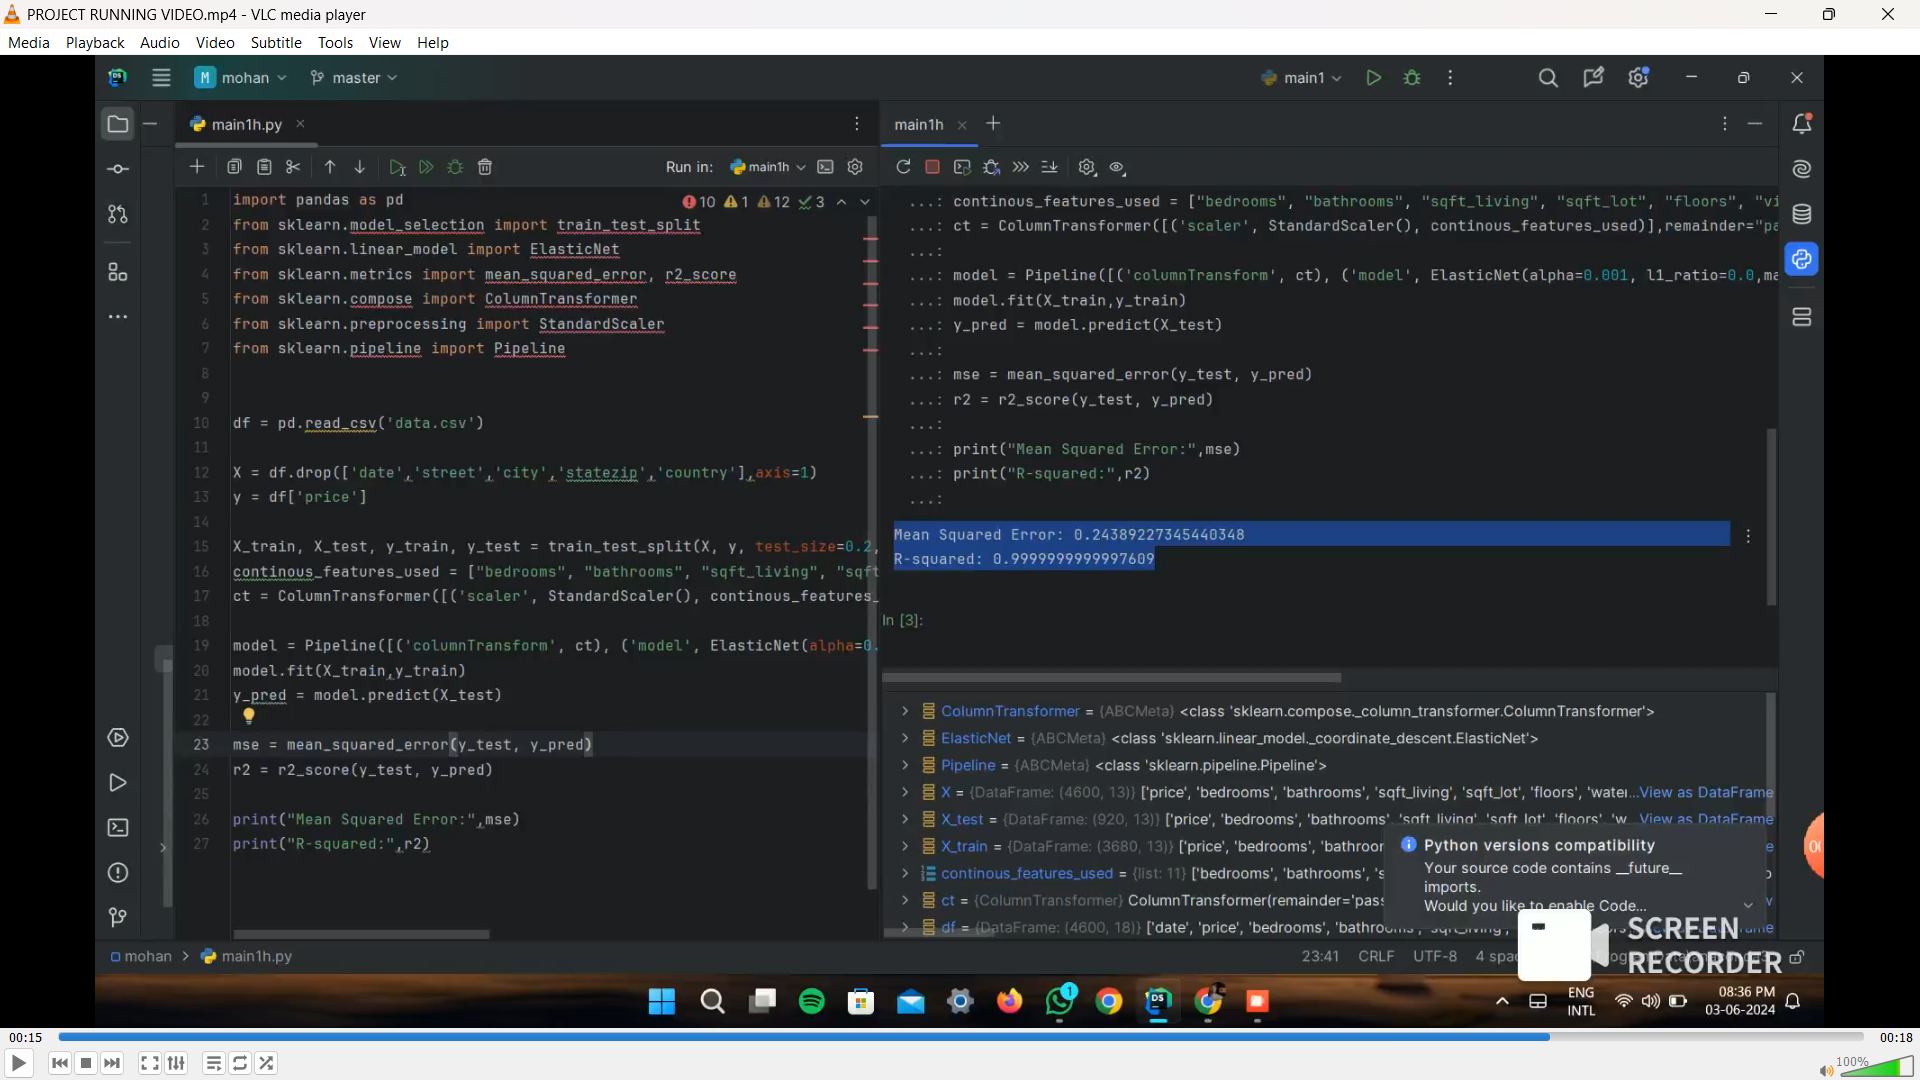 PROJECT RUNNING VIDEO.mp4 - VLC media player
Media Playback Audio Video Subtitle Tools View Help
M mohan master main1
main1h.py
main1h
Run in: main1h
10 1 12 3
1 import pandas as pd
2 from sklearn.model_selection import train_test_split
3 from sklearn.linear_model import ElasticNet
4 from sklearn.metrics import mean_squared_error, r2_score
5 from sklearn.compose import ColumnTransformer
6 from sklearn.preprocessing import StandardScaler
7 from sklearn.pipeline import Pipeline
8
9
10 df = pd.read_csv('data.csv')
11
12 X = df.drop(['date','street','city','statezip','country'],axis=1)
13 y = df['price']
14
15 X_train, X_test, y_train, y_test = train_test_split(X, y, test_size=0.2,
16 continous_features_used = ["bedrooms", "bathrooms", "sqft_living", "sqft
17 ct = ColumnTransformer([('scaler', StandardScaler(), continous_features_
18
19 model = Pipeline([('columnTransform', ct), ('model', ElasticNet(alpha=0.
20 model.fit(X_train,y_train)
21 y_pred = model.predict(X_test)
22
23 mse = mean_squared_error(y_test, y_pred)
24 r2 = r2_score(y_test, y_pred)
25
26 print("Mean Squared Error:",mse)
27 print("R-squared:",r2)
...: continous_features_used = ["bedrooms", "bathrooms", "sqft_living", "sqft_lot", "floors", "vi
...: ct = ColumnTransformer([('scaler', StandardScaler(), continous_features_used)],remainder="pa
...:
...: model = Pipeline([('columnTransform', ct), ('model', ElasticNet(alpha=0.001, l1_ratio=0.0,ma
...: model.fit(X_train,y_train)
...: y_pred = model.predict(X_test)
...:
...: mse = mean_squared_error(y_test, y_pred)
...: r2 = r2_score(y_test, y_pred)
...:
...: print("Mean Squared Error:",mse)
...: print("R-squared:",r2)
...:
Mean Squared Error: 0.24389227345440348
R-squared: 0.9999999999997609
In [3]:
ColumnTransformer = {ABCMeta} <class 'sklearn.compose._column_transformer.ColumnTransformer'>
ElasticNet = {ABCMeta} <class 'sklearn.linear_model._coordinate_descent.ElasticNet'>
Pipeline = {ABCMeta} <class 'sklearn.pipeline.Pipeline'>
X = {DataFrame: (4600, 13)} ['price', 'bedrooms', 'bathrooms', 'sqft_living', 'sqft_lot', 'floors', 'water...View as DataFrame
X_test = {DataFrame: (920, 13)} ['price', 'bedrooms', 'bathrooms', 'sqft_living', 'sqft_lot', 'floors', 'w...View as DataFrame
X_train = {DataFrame: (3680, 13)} ['price', 'bedrooms', 'bathroon
continous_features_used = {list: 11} ['bedrooms', 'bathrooms', 's
ct = {ColumnTransformer} ColumnTransformer(remainder='pass
df = {DataFrame: (4600, 18)} ['date', 'price', 'bedrooms', 'bathroo
Python versions compatibility
Your source code contains __future__
imports.
Would you like to enable Code...
SCREEN
RECORDER
mohan > main1h.py
23:41 CRLF UTF-8 4 spa
1
ENG
INTL
08:36 PM
03-06-2024
00:15 00:18
100%